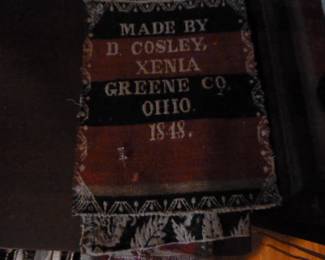 MADE BY
D. COSLEY,
XENIA
GREENE CO.
OHIO.
1848.